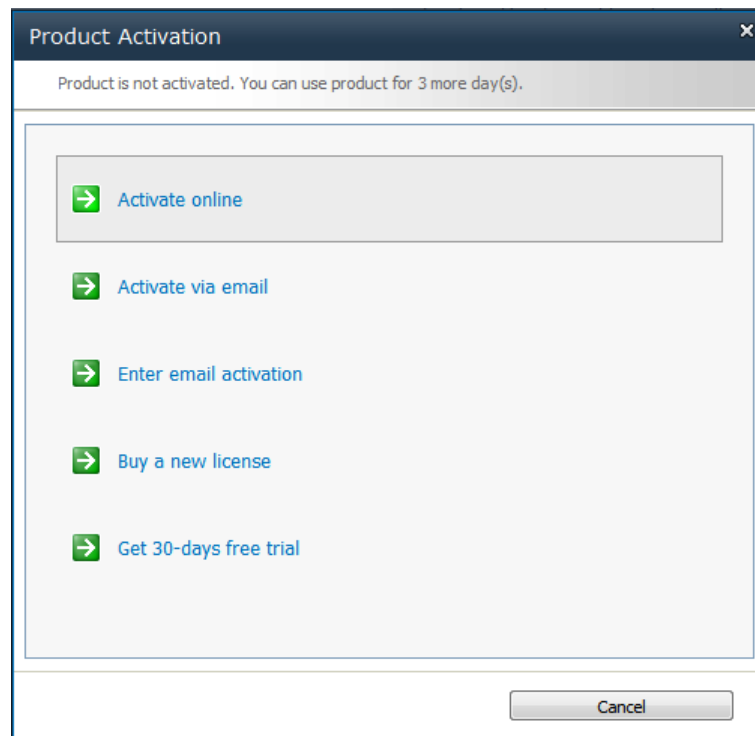 Product Activation
Product is not activated. You can use product for 3 more day(s).
Activate online
Activate via email
Enter email activation
Buy a new license
Get 30-days free trial
Cancel